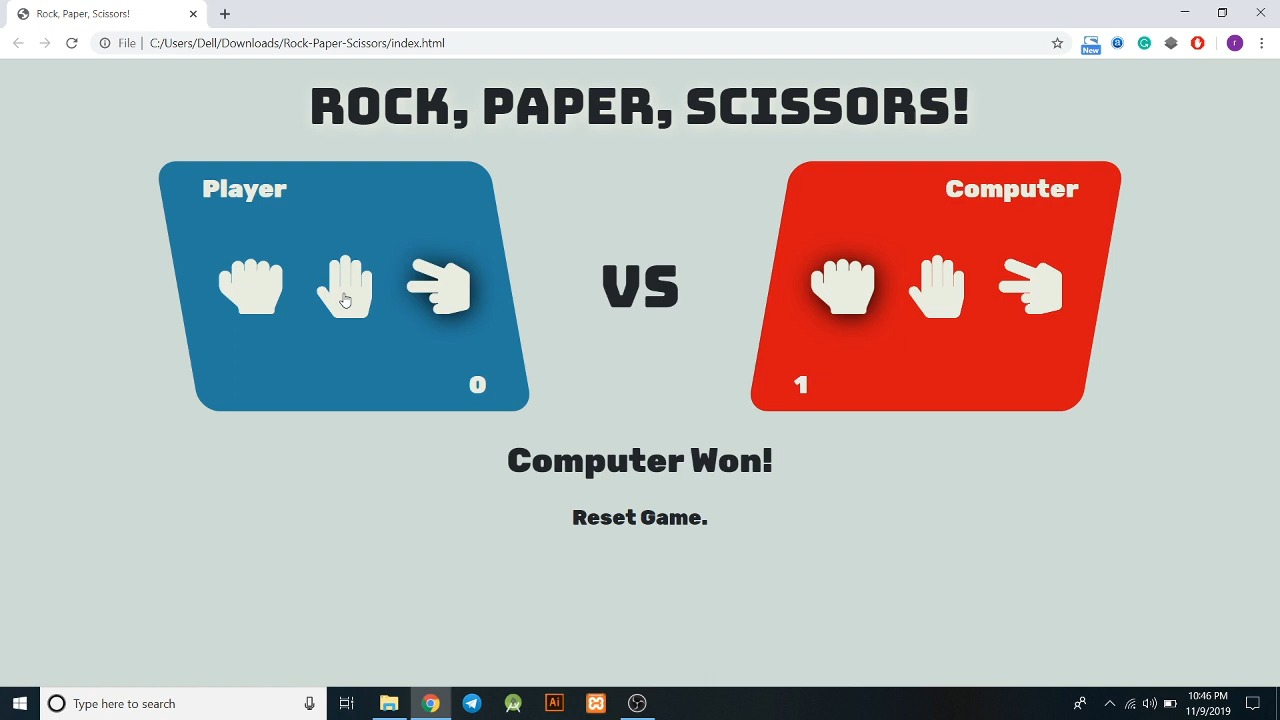 Rock, Paper, Scissors!
File | C:/Users/Dell/Downloads/Rock-Paper-Scissors/index.html
New
a
G
r
ROCK, PAPER, SCISSORS!
Player
Computer
VS
0
1
Computer Won!
Reset Game.
Type here to search
Ai
10:46 PM
11/9/2019